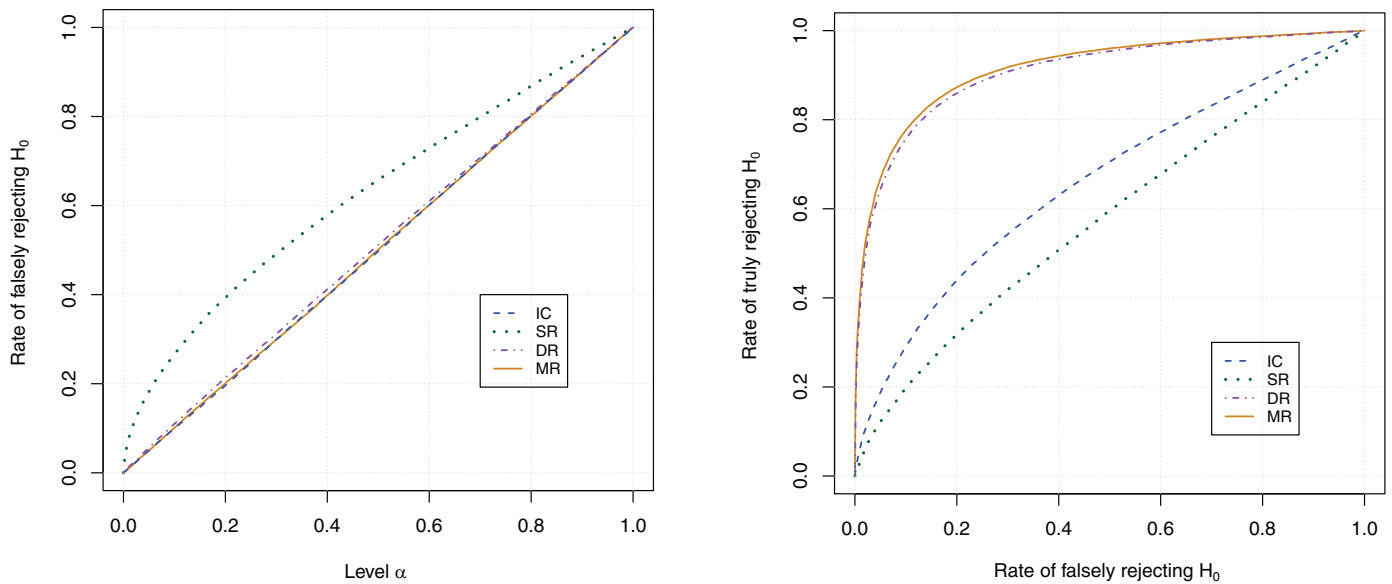 Rate of falsely rejecting H0
1.0
0.8
0.6
0.4
0.2
0.0
IC
SR
DR
MR
0.0 0.2 0.4 0.6 0.8 1.0
Level α
Rate of truly rejecting H0
1.0
0.8
0.6
0.4
0.2
0.0
IC
SR
DR
MR
0.0 0.2 0.4 0.6 0.8 1.0
Rate of falsely rejecting H0